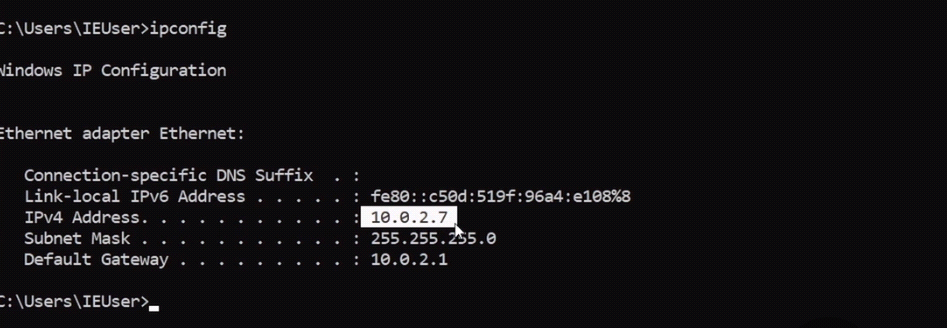 C:\Users\IEUser>ipconfig
Windows IP Configuration
Ethernet adapter Ethernet:
Connection-specific DNS Suffix  . :
Link-local IPv6 Address . . . . . : fe80::c50d:519f:96a4:e108%8
IPv4 Address. . . . . . . . . . . : 10.0.2.7
Subnet Mask . . . . . . . . . . . : 255.255.255.0
Default Gateway . . . . . . . . . : 10.0.2.1
C:\Users\IEUser>